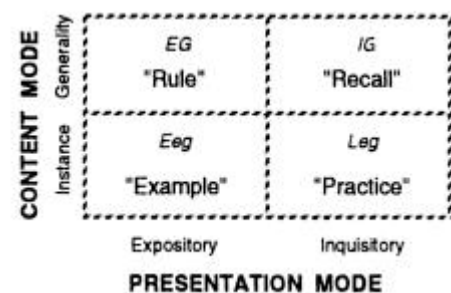 CONTENT MODE
Generality
Instance
EG
"Rule"
IG
"Recall"
Eeg
"Example"
Leg
"Practice"
Expository
Inquisitory
PRESENTATION MODE